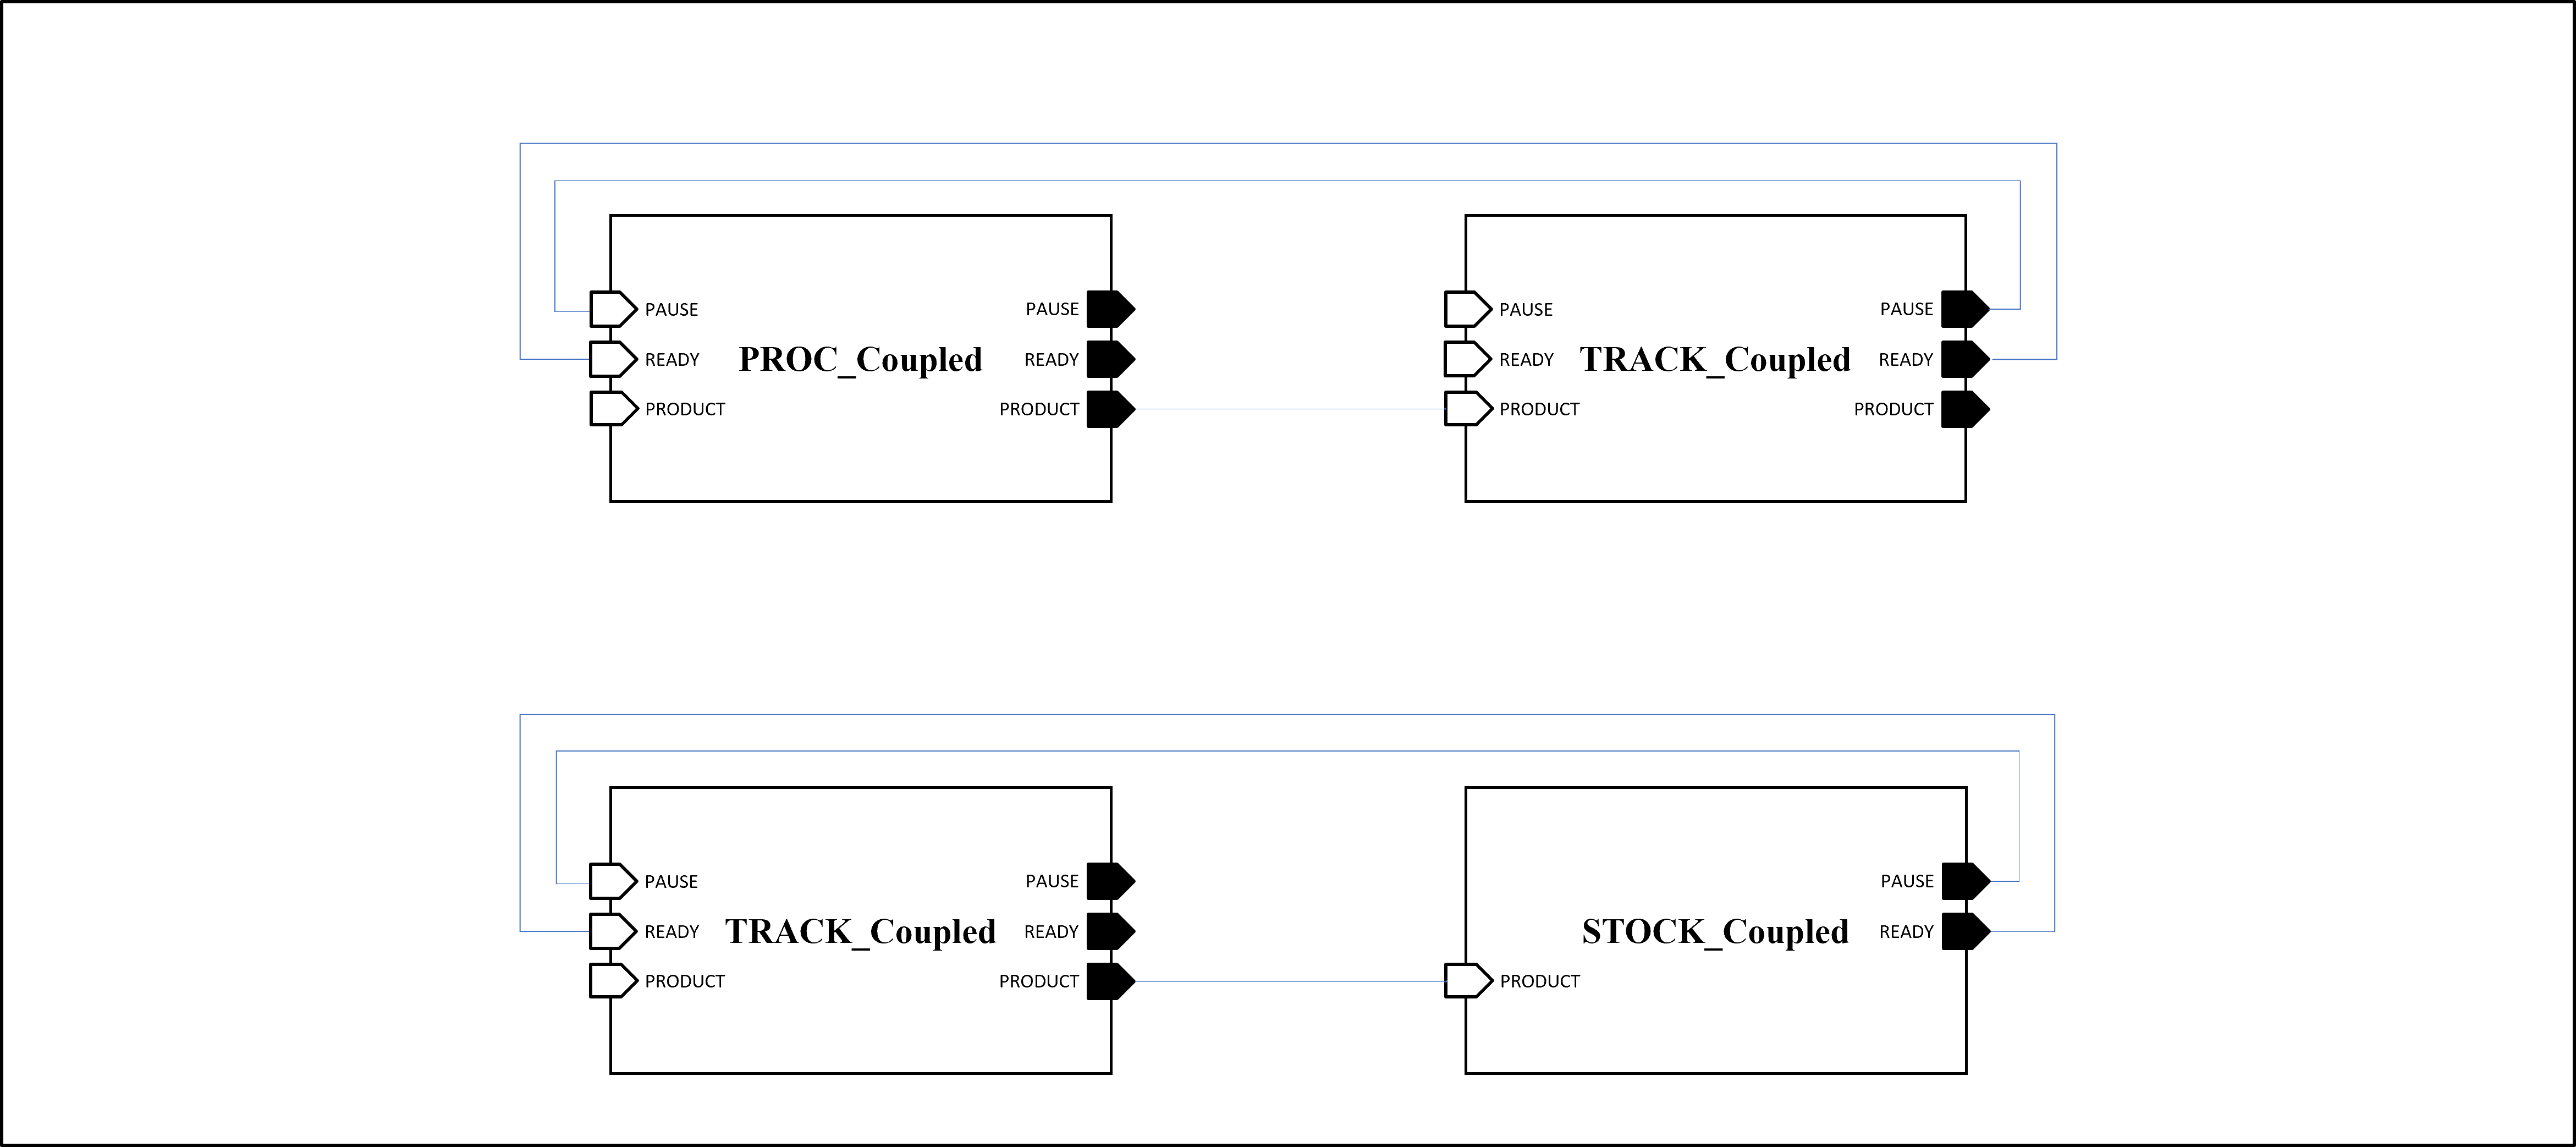 PAUSE PAUSE PAUSE PAUSE
READY PROC_Coupled READY READY TRACK_Coupled READY
PRODUCT PRODUCT PRODUCT PRODUCT
PAUSE PAUSE PAUSE
READY TRACK_Coupled READY STOCK_Coupled READY
PRODUCT PRODUCT PRODUCT